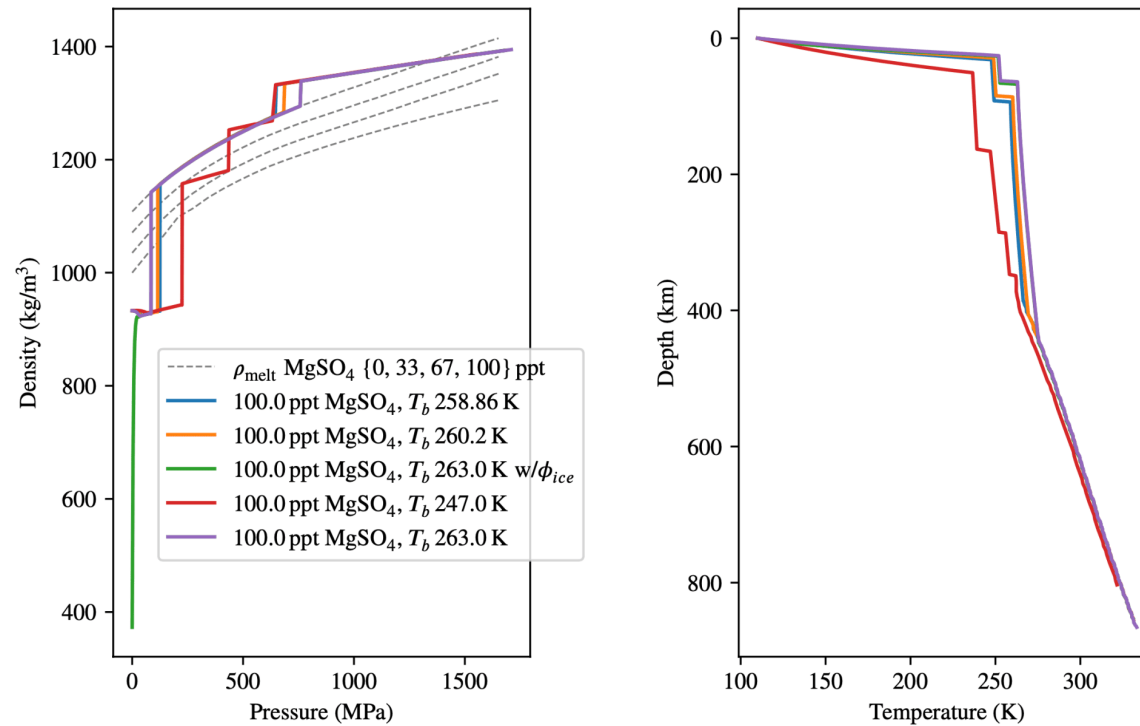 1400
1200
1000
800
600
400
Density (kg/m³)
ρmelt MgSO₄ {0, 33, 67, 100} ppt
100.0 ppt MgSO₄, Tb 258.86 K
100.0 ppt MgSO₄, Tb 260.2 K
100.0 ppt MgSO₄, Tb 263.0 K w/ϕice
100.0 ppt MgSO₄, Tb 247.0 K
100.0 ppt MgSO₄, Tb 263.0 K
0 500 1000 1500
Pressure (MPa)
0
200
400
600
800
Depth (km)
100 150 200 250 300
Temperature (K)